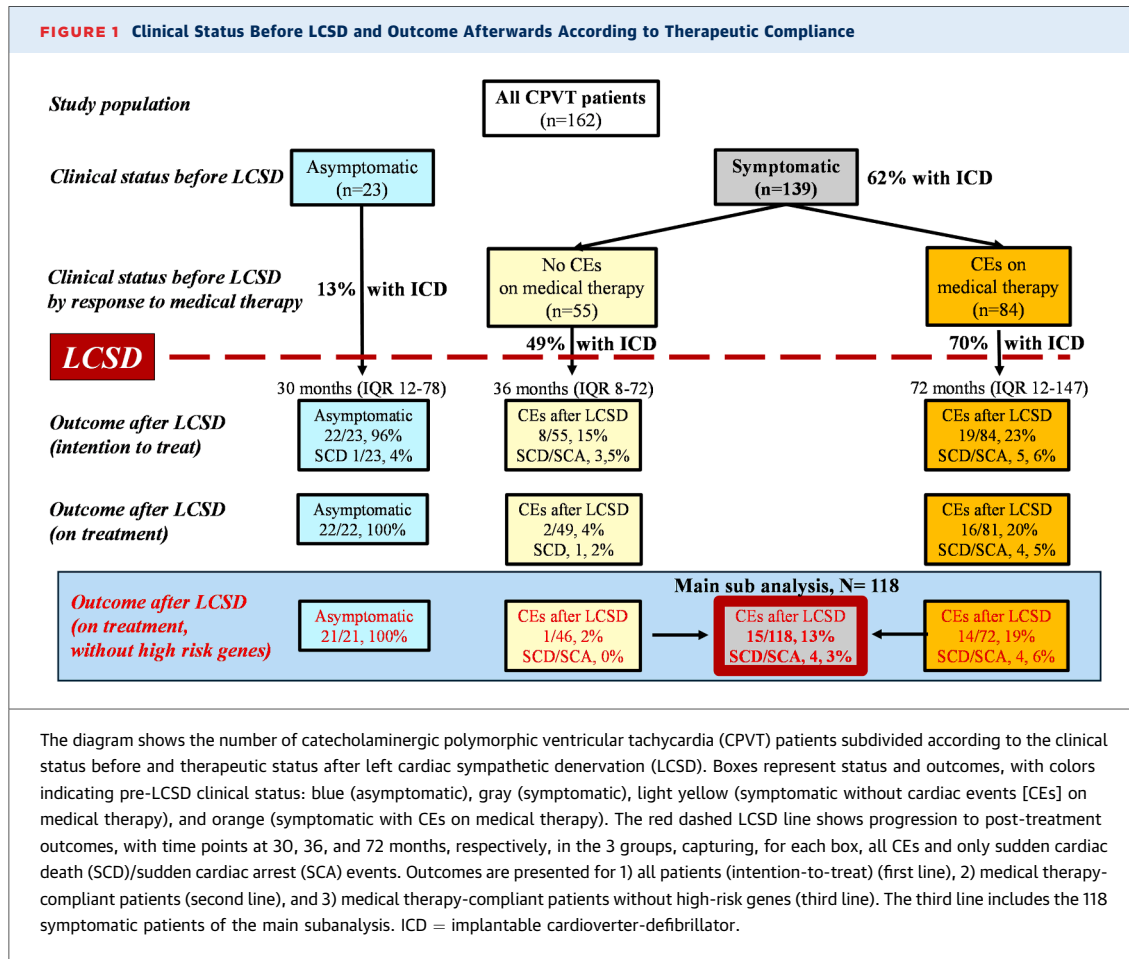 FIGURE 1 Clinical Status Before LCSD and Outcome Afterwards According to Therapeutic Compliance
Study population
All CPVT patients
(n=162)
Clinical status before LCSD
Asymptomatic
(n=23)
Symptomatic
(n=139)
62% with ICD
Clinical status before LCSD
by response to medical therapy
13% with ICD
No CEs
on medical therapy
(n=55)
CEs on
medical therapy
(n=84)
LCSD
49% with ICD
70% with ICD
30 months (IQR 12-78)
36 months (IQR 8-72)
72 months (IQR 12-147)
Outcome after LCSD
(intention to treat)
Asymptomatic
22/23, 96%
SCD 1/23, 4%
CEs after LCSD
8/55, 15%
SCD/SCA, 3,5%
CEs after LCSD
19/84, 23%
SCD/SCA, 5, 6%
Outcome after LCSD
(on treatment)
Asymptomatic
22/22, 100%
CEs after LCSD
2/49, 4%
SCD, 1, 2%
CEs after LCSD
16/81, 20%
SCD/SCA, 4, 5%
Main sub analysis, N= 118
Outcome after LCSD
(on treatment,
without high risk genes)
Asymptomatic
21/21, 100%
CEs after LCSD
1/46, 2%
SCD/SCA, 0%
CEs after LCSD
15/118, 13%
SCD/SCA, 4, 3%
CEs after LCSD
14/72, 19%
SCD/SCA, 4, 6%
The diagram shows the number of catecholaminergic polymorphic ventricular tachycardia (CPVT) patients subdivided according to the clinical
status before and therapeutic status after left cardiac sympathetic denervation (LCSD). Boxes represent status and outcomes, with colors
indicating pre-LCSD clinical status: blue (asymptomatic), gray (symptomatic), light yellow (symptomatic without cardiac events [CEs] on
medical therapy), and orange (symptomatic with CEs on medical therapy). The red dashed LCSD line shows progression to post-treatment
outcomes, with time points at 30, 36, and 72 months, respectively, in the 3 groups, capturing, for each box, all CEs and only sudden cardiac
death (SCD)/sudden cardiac arrest (SCA) events. Outcomes are presented for 1) all patients (intention-to-treat) (first line), 2) medical therapy-
compliant patients (second line), and 3) medical therapy-compliant patients without high-risk genes (third line). The third line includes the 118
symptomatic patients of the main subanalysis. ICD = implantable cardioverter-defibrillator.